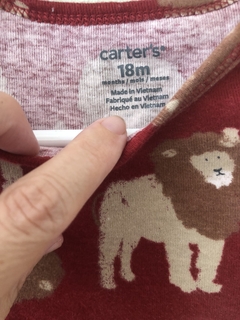 carter's
18m
months / mois / meses
Made in Vietnam
Fabriqué au Vietnam
Hecho en Vietnam